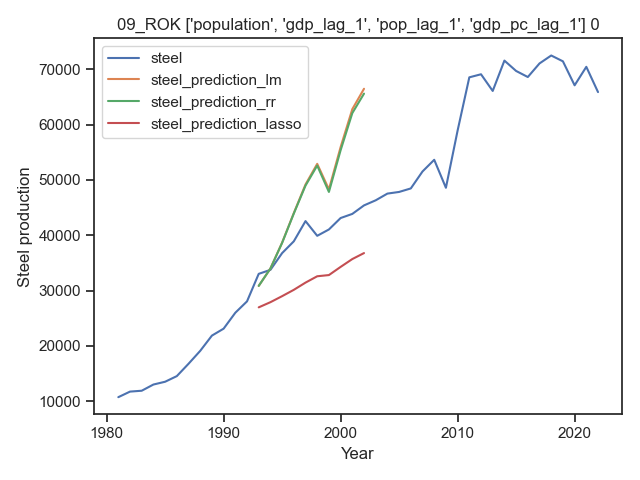 09_ROK ['population', 'gdp_lag_1', 'pop_lag_1', 'gdp_pc_lag_1'] 0
steel
steel_prediction_lm
steel_prediction_rr
steel_prediction_lasso
Steel production
70000
60000
50000
40000
30000
20000
10000
1980
1990
2000
2010
2020
Year